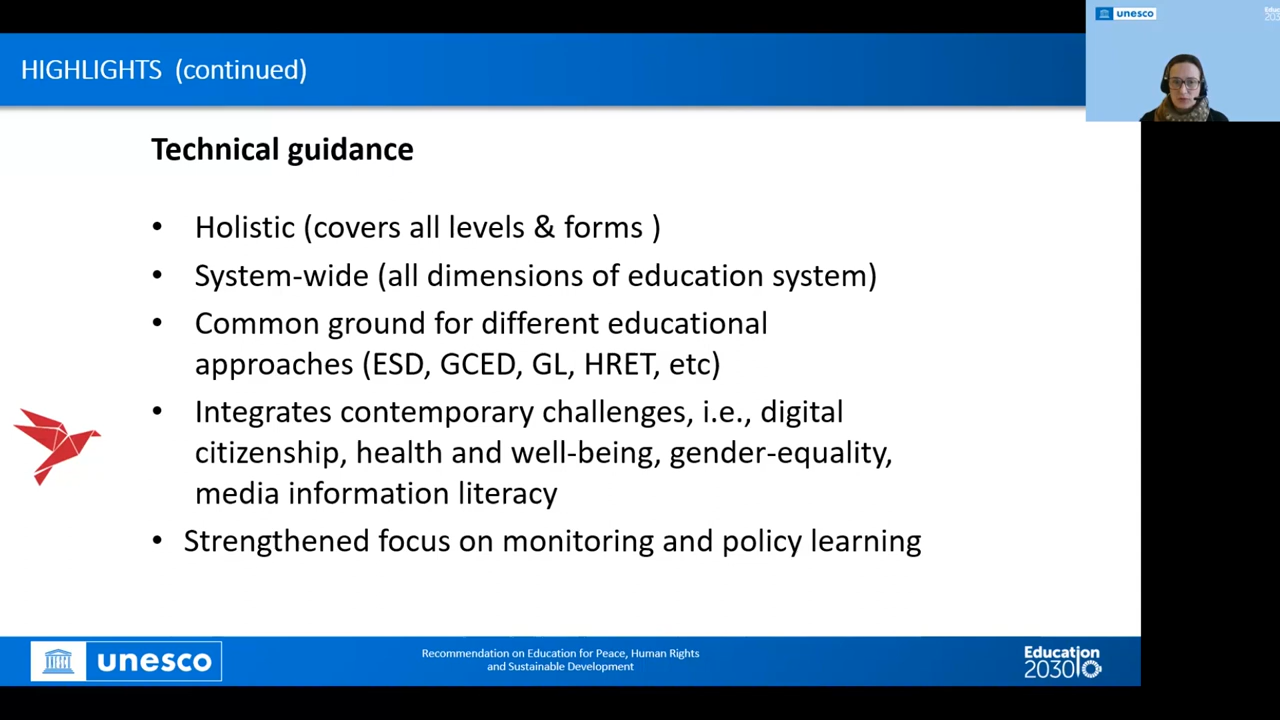 HIGHLIGHTS (continued)
unesco
Technical guidance
• Holistic (covers all levels & forms )
• System-wide (all dimensions of education system)
• Common ground for different educational
approaches (ESD, GCED, GL, HRET, etc)
• Integrates contemporary challenges, i.e., digital
citizenship, health and well-being, gender-equality,
media information literacy
• Strengthened focus on monitoring and policy learning
unesco
Recommendation on Education for Peace, Human Rights
and Sustainable Development
Education
2030